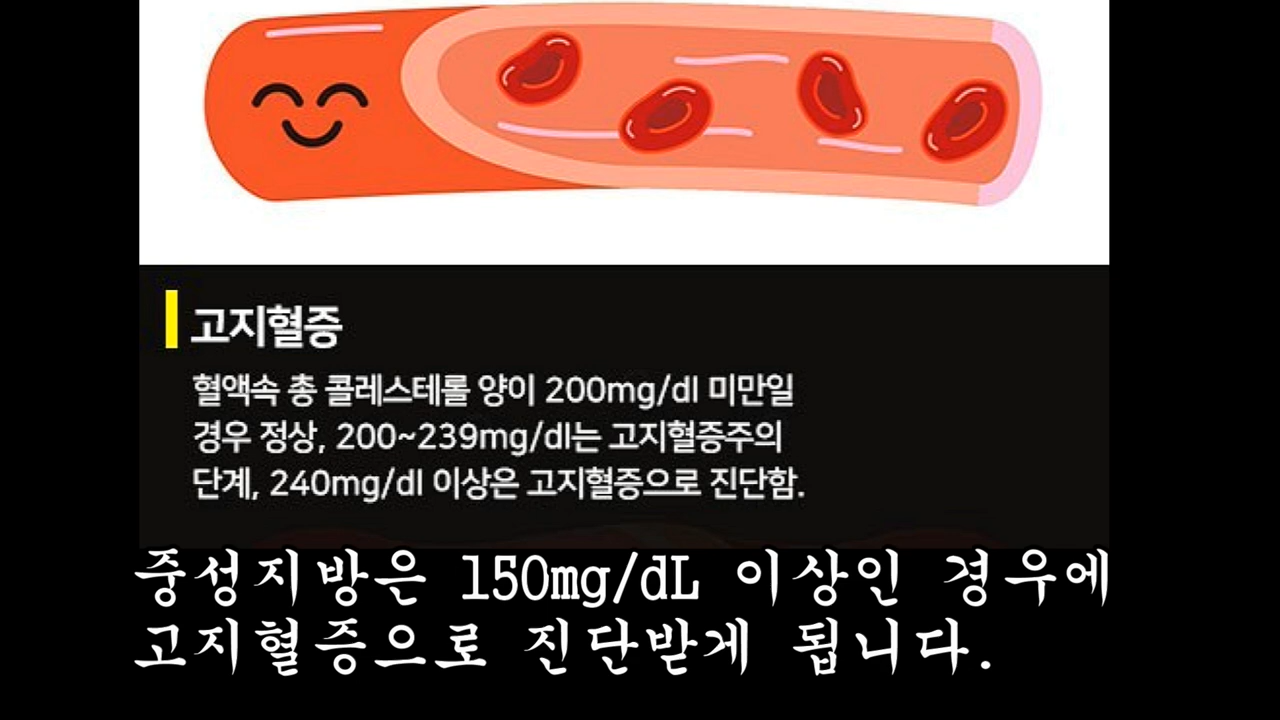 고지혈증
혈액속 총 콜레스테롤 양이 200mg/dl 미만일
경우 정상, 200~239mg/dl는 고지혈증주의
단계, 240mg/dl 이상은 고지혈증으로 진단함.
중성지방은 150mg/dL 이상인 경우에
고지혈증으로 진단받게 됩니다.